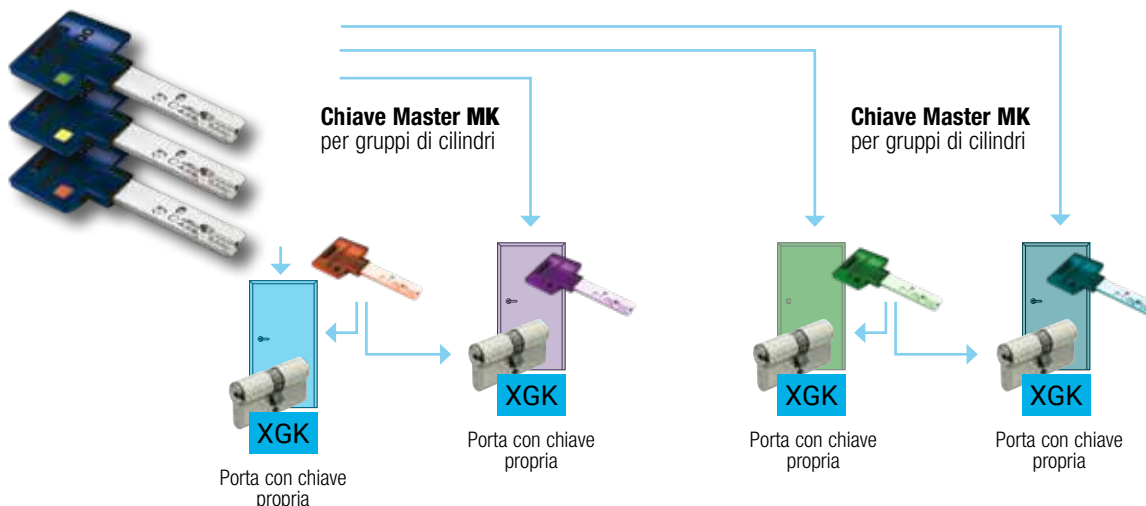 Chiave Master MK
per gruppi di cilindri
Chiave Master MK
per gruppi di cilindri
XGK
Porta con chiave
propria
XGK
Porta con chiave
propria
XGK
Porta con chiave
propria
XGK
Porta con chiave
propria